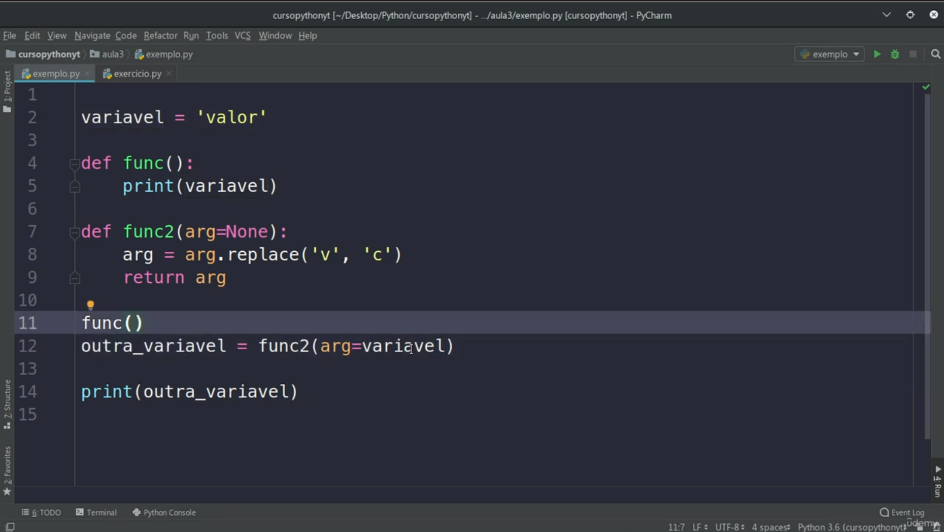 cursopythonyt [~/Desktop/Python/cursopythonyt] - .../aula3/exemplo.py [cursopythonyt] - PyCharm
File Edit View Navigate Code Refactor Run Tools VCS Window Help
cursopythonyt aula3 exemplo.py exemplo
exemplo.py exercicio.py
1: Project
1
2 variavel = 'valor'
3
4 def func():
5 print(variavel)
6
7 def func2(arg=None):
8 arg = arg.replace('v', 'c')
9 return arg
10
11 func()
12 outra_variavel = func2(arg=variavel)
13
14 print(outra_variavel)
15
7: Structure
2: Favorites
4: Run
6: TODO Terminal Python Console Event Log
11:7 LF UTF-8 4 spaces Python 3.6 (cursopythonyt)
Udemy